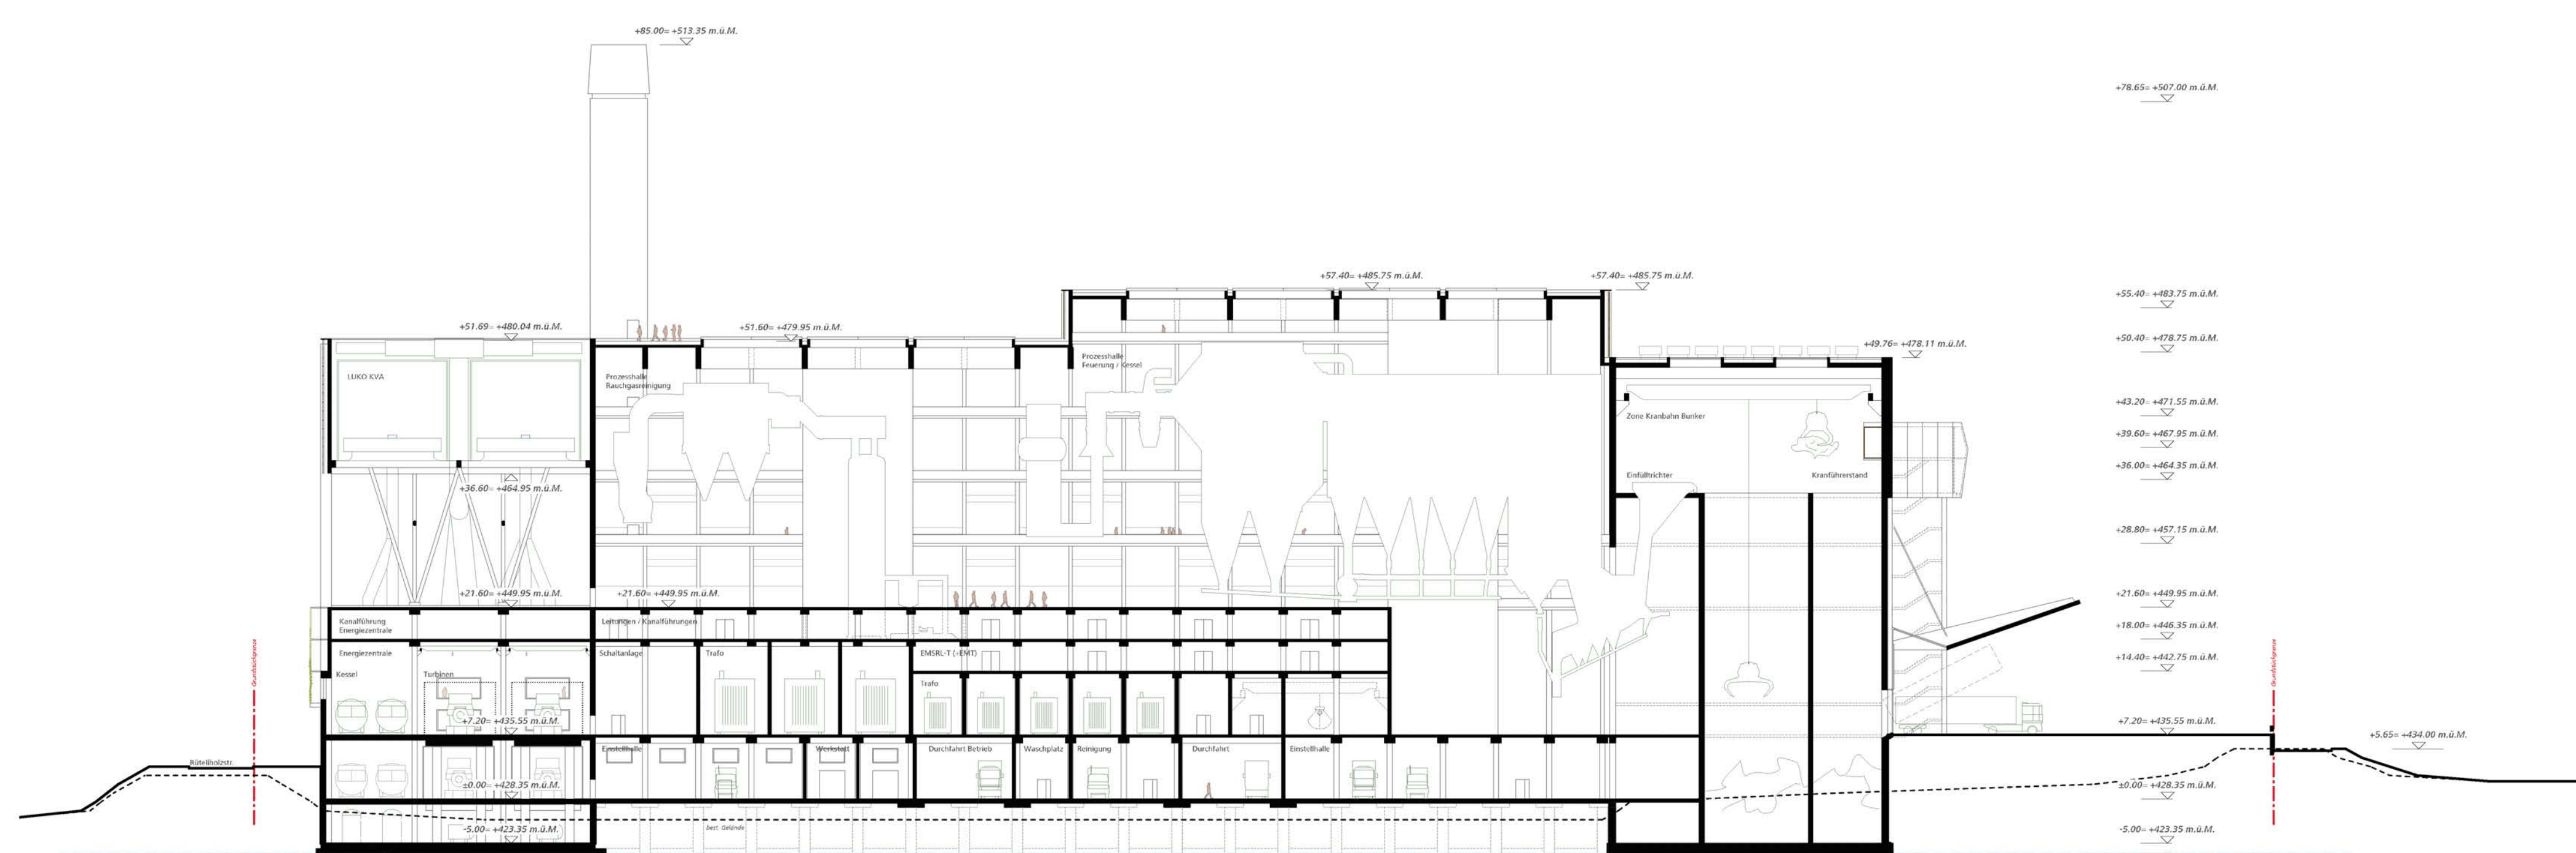 +85.00= +513.35 m.ü.M.
+78.65= +507.00 m.ü.M.
+57.40= +485.75 m.ü.M.
+57.40= +485.75 m.ü.M.
+55.40= +483.75 m.ü.M.
+51.69= +480.04 m.ü.M.
+51.60= +479.95 m.ü.M.
+50.40= +478.75 m.ü.M.
+49.76= +478.11 m.ü.M.
Prozesshalle
Feuerung / Kessel
LUKO KVA
Prozesshalle
Rauchgasreinigung
+43.20= +471.55 m.ü.M.
Zone Kranbahn Bunker
+39.60= +467.95 m.ü.M.
+36.00= +464.35 m.ü.M.
Einfülltrichter
Kranführerstand
+36.60= +464.95 m.ü.M.
+28.80= +457.15 m.ü.M.
+21.60= +449.95 m.ü.M.
+21.60= +449.95 m.ü.M.
+21.60= +449.95 m.ü.M.
Kanalführung
Energiezentrale
Leitungen / Kanalführungen
+18.00= +446.35 m.ü.M.
Energiezentrale
Schaltanlage
Trafo
EMSRL-T (+EMT)
+14.40= +442.75 m.ü.M.
Grundstücksgrenze
Grundstücksgrenze
Kessel
Turbinen
Trafo
+7.20= +435.55 m.ü.M.
+7.20= +435.55 m.ü.M.
+5.65= +434.00 m.ü.M.
Einstellhalle
Werkstatt
Durchfahrt Betrieb
Waschplatz
Reinigung
Durchfahrt
Einstellhalle
Rütellholzstr.
±0.00= +428.35 m.ü.M.
±0.00= +428.35 m.ü.M.
-5.00= +423.35 m.ü.M.
best. Gelände
-5.00= +423.35 m.ü.M.